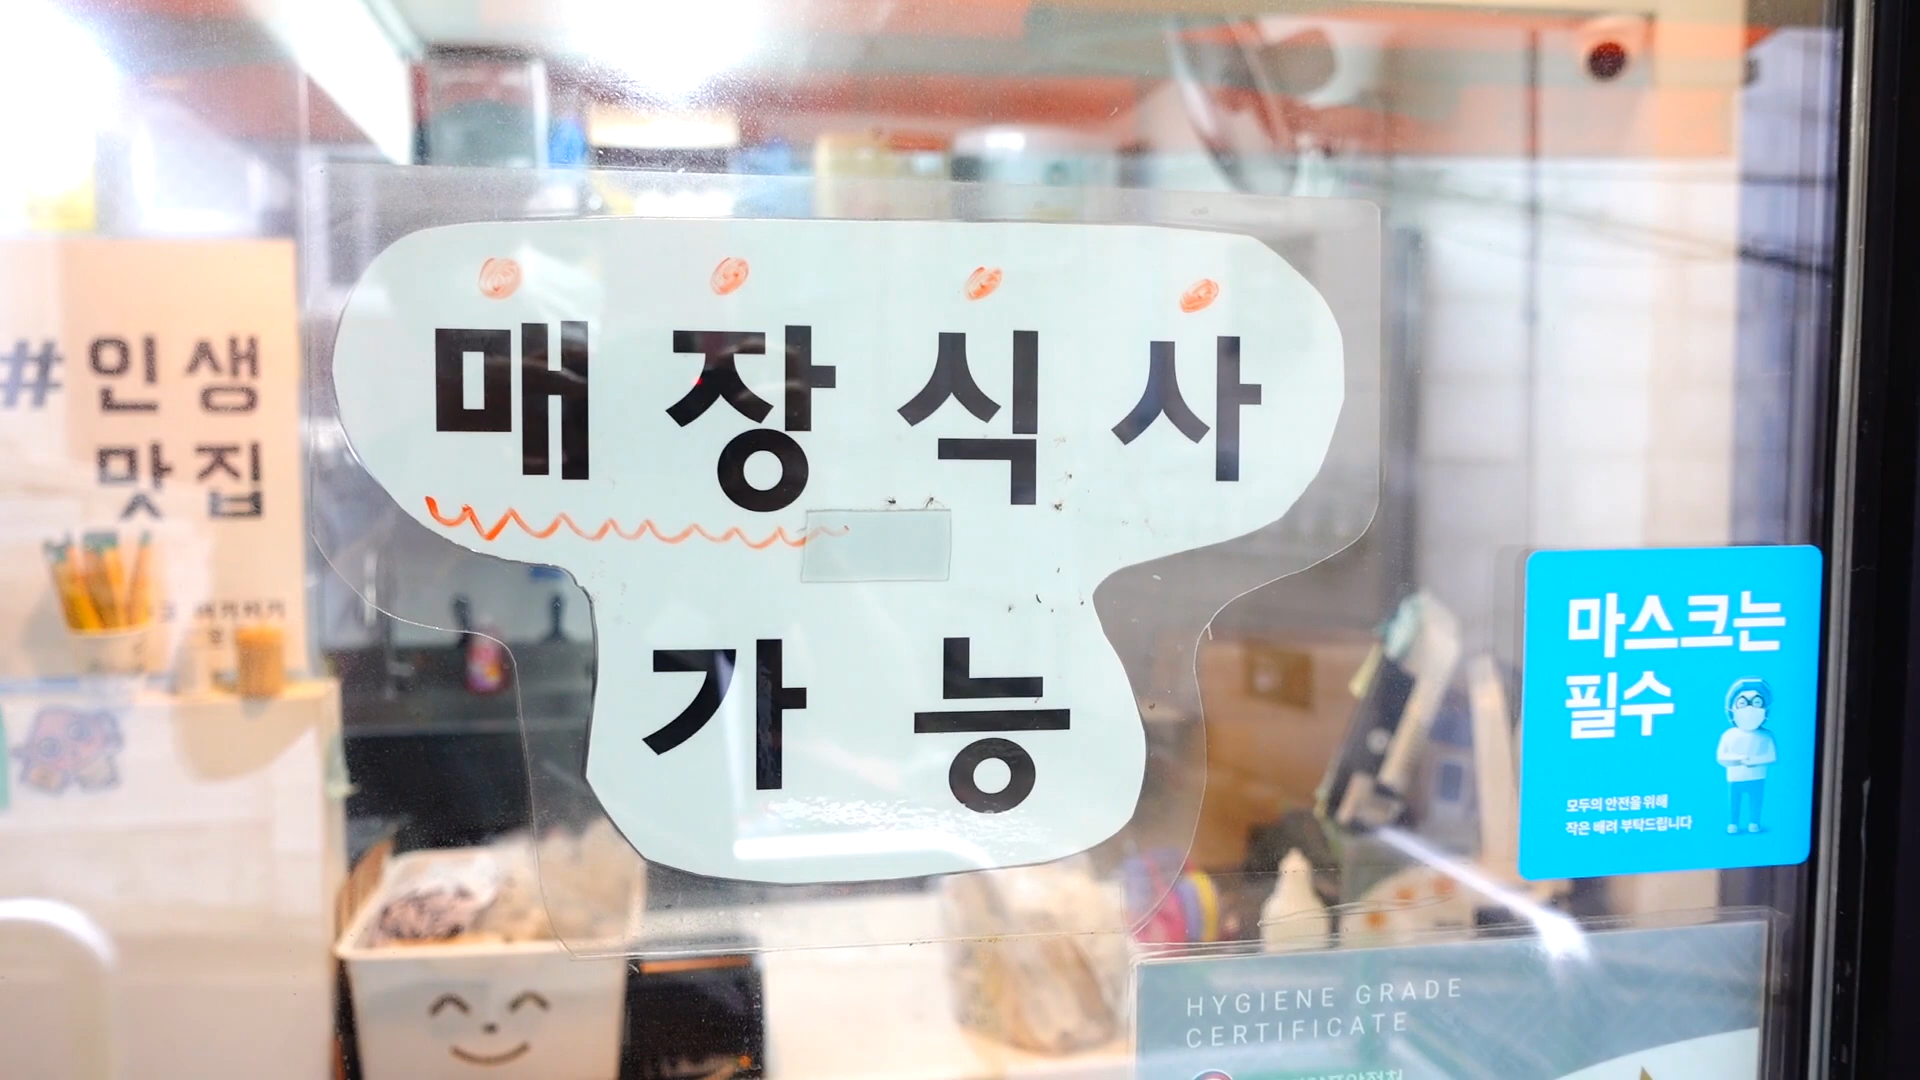 #인생
맛집
매장식사
가능
마스크는
필수
모두의 안전을 위해
작은 배려 부탁드립니다
HYGIENE GRADE
CERTIFICATE